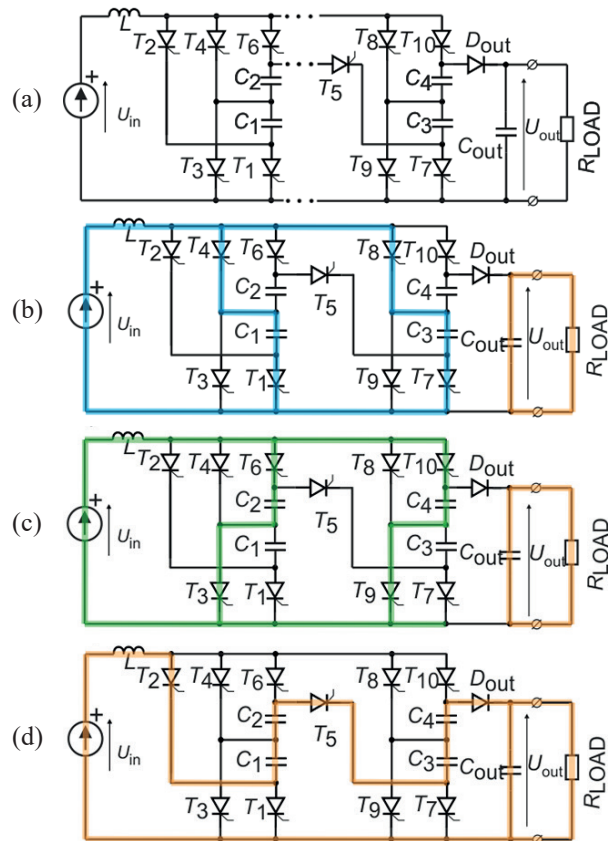 (a)
L
T2
T4
T6
T8
T10
Dout
+
Uin
C2
T5
C4
C1
C3
Cout
Uout
RLOAD
T3
T1
T9
T7
(b)
L
T2
T4
T6
T8
T10
Dout
+
Uin
C2
T5
C4
C1
C3
Cout
Uout
RLOAD
T3
T1
T9
T7
(c)
L
T2
T4
T6
T8
T10
Dout
+
Uin
C2
T5
C4
C1
C3
Cout
Uout
RLOAD
T3
T1
T9
T7
(d)
L
T2
T4
T6
T8
T10
Dout
+
Uin
C2
T5
C4
C1
C3
Cout
Uout
RLOAD
T3
T1
T9
T7